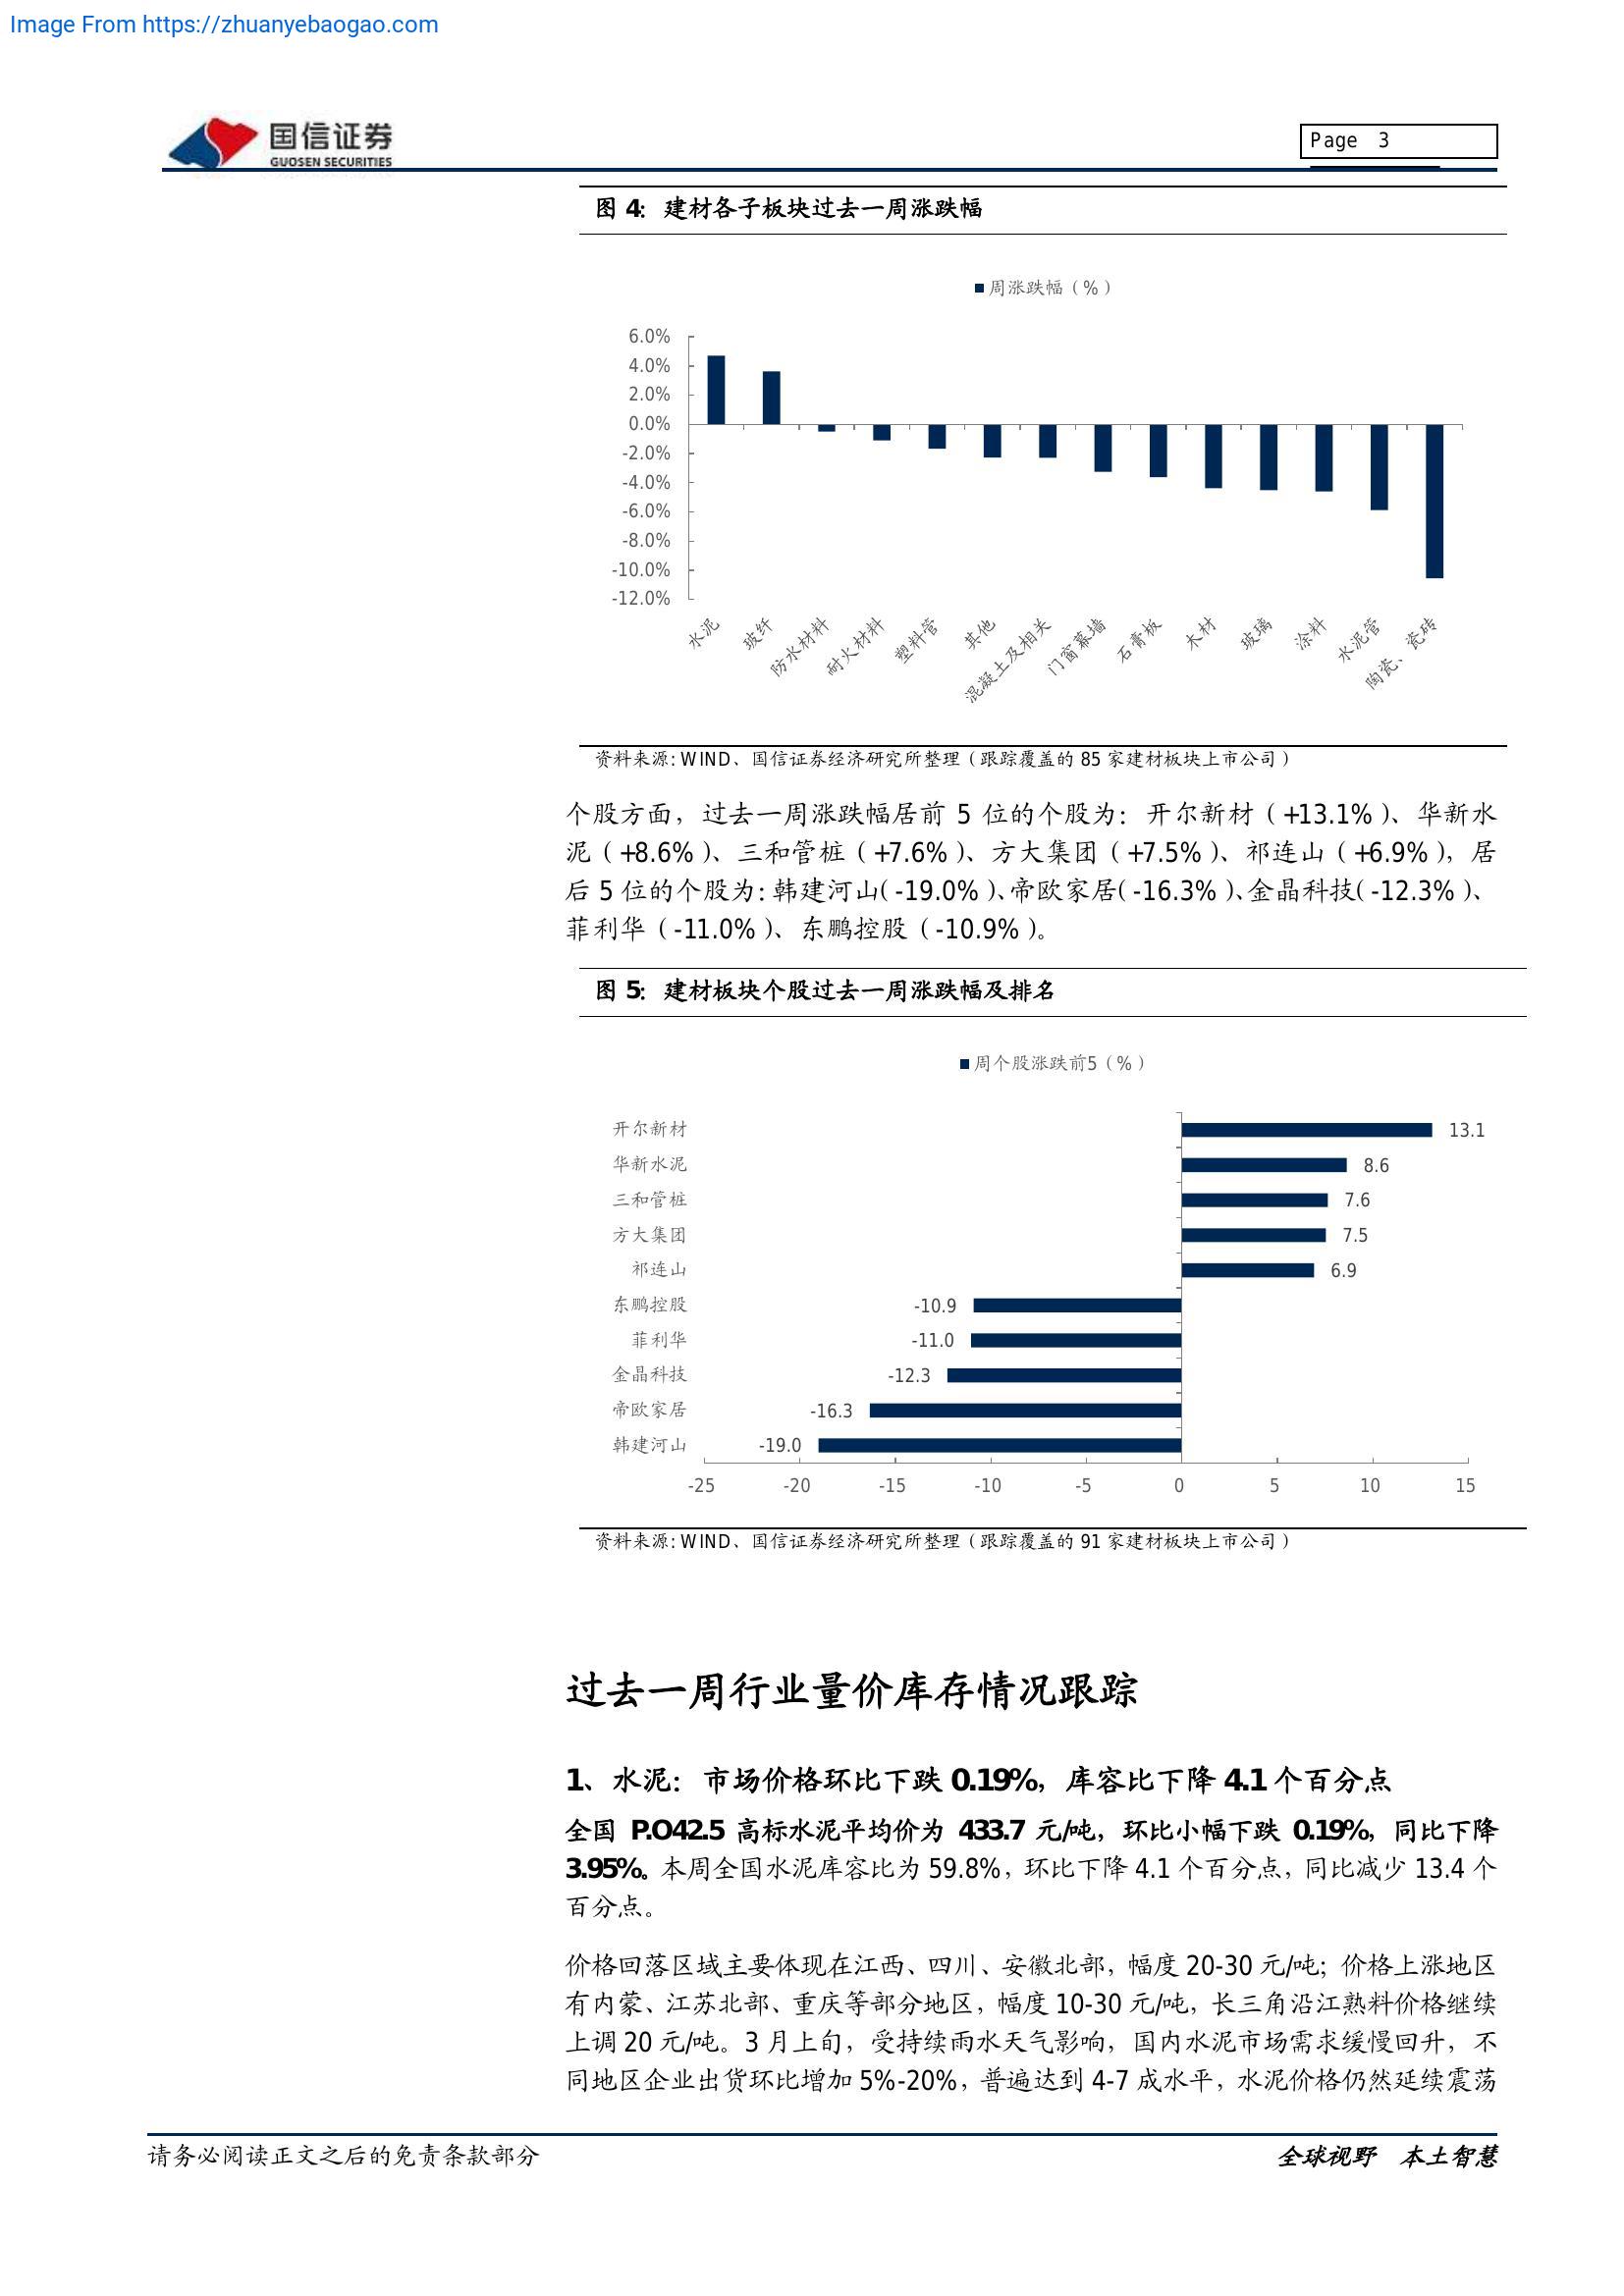 Image From https://zhuanyebaogao.com
国信证券
GUOSEN SECURITIES
Page 3
图 4：建材各子板块过去一周涨跌幅
周涨跌幅（%）
6.0%
4.0%
2.0%
0.0%
-2.0%
-4.0%
-6.0%
-8.0%
-10.0%
-12.0%
水泥
玻纤
防水材料
耐火材料
塑料管
其他
混凝土及相关
门窗幕墙
石膏板
木材
玻璃
涂料
水泥管
陶瓷、瓷砖
资料来源：WIND、国信证券经济研究所整理（跟踪覆盖的 85 家建材板块上市公司）
个股方面，过去一周涨跌幅居前 5 位的个股为：开尔新材（+13.1%）、华新水
泥（+8.6%）、三和管桩（+7.6%）、方大集团（+7.5%）、祁连山（+6.9%），居
后 5 位的个股为：韩建河山（-19.0%）、帝欧家居（-16.3%）、金晶科技（-12.3%）、
菲利华（-11.0%）、东鹏控股（-10.9%）。
图 5：建材板块个股过去一周涨跌幅及排名
周个股涨跌前5（%）
开尔新材 13.1
华新水泥 8.6
三和管桩 7.6
方大集团 7.5
祁连山 6.9
东鹏控股 -10.9
菲利华 -11.0
金晶科技 -12.3
帝欧家居 -16.3
韩建河山 -19.0
-25 -20 -15 -10 -5 0 5 10 15
资料来源：WIND、国信证券经济研究所整理（跟踪覆盖的 91 家建材板块上市公司）
过去一周行业量价库存情况跟踪
1、水泥：市场价格环比下跌 0.19%，库容比下降 4.1 个百分点
全国 P.O42.5 高标水泥平均价为 433.7 元/吨，环比小幅下跌 0.19%，同比下降
3.95%。本周全国水泥库容比为 59.8%，环比下降 4.1 个百分点，同比减少 13.4 个
百分点。
价格回落区域主要体现在江西、四川、安徽北部，幅度 20-30 元/吨；价格上涨地区
有内蒙、江苏北部、重庆等部分地区，幅度 10-30 元/吨，长三角沿江熟料价格继续
上调 20 元/吨。3 月上旬，受持续雨水天气影响，国内水泥市场需求缓慢回升，不
同地区企业出货环比增加 5%-20%，普遍达到 4-7 成水平，水泥价格仍然延续震荡
请务必阅读正文之后的免责条款部分
全球视野 本土智慧